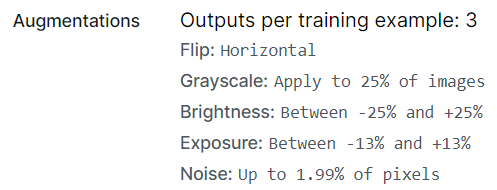 Augmentations
Outputs per training example: 3
Flip: Horizontal
Grayscale: Apply to 25% of images
Brightness: Between -25% and +25%
Exposure: Between -13% and +13%
Noise: Up to 1.99% of pixels